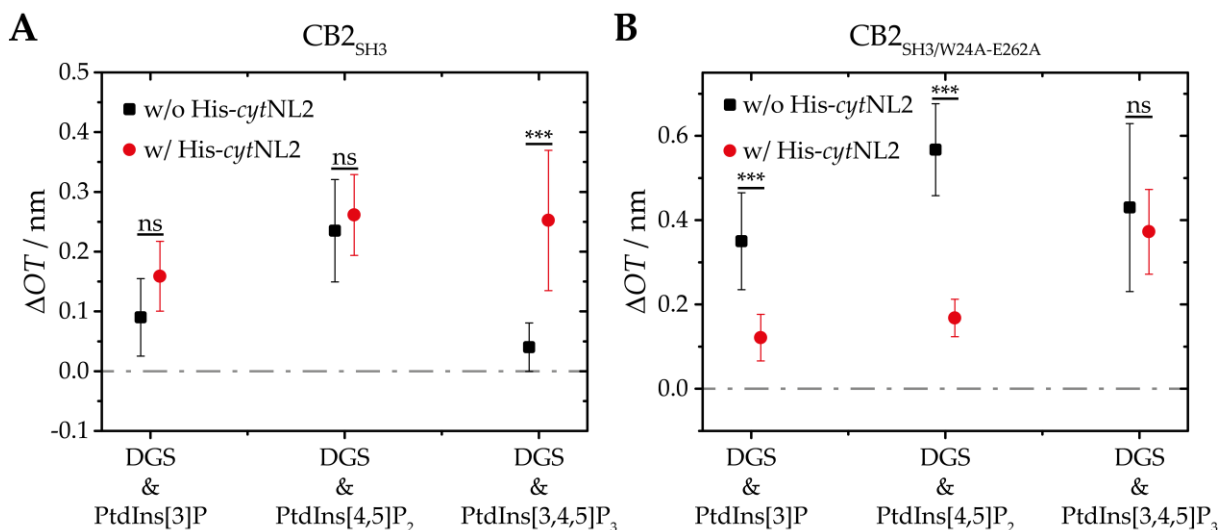 A
CB2SH3
0.5
0.4
0.3
0.2
0.1
0.0
-0.1
ΔOT / nm
w/o His-cytNL2
w/ His-cytNL2
ns
ns
***
DGS
&
PtdIns[3]P
DGS
&
PtdIns[4,5]P2
DGS
&
PtdIns[3,4,5]P3
B
CB2SH3/W24A-E262A
0.6
0.4
0.2
0.0
ΔOT / nm
w/o His-cytNL2
w/ His-cytNL2
***
***
ns
DGS
&
PtdIns[3]P
DGS
&
PtdIns[4,5]P2
DGS
&
PtdIns[3,4,5]P3